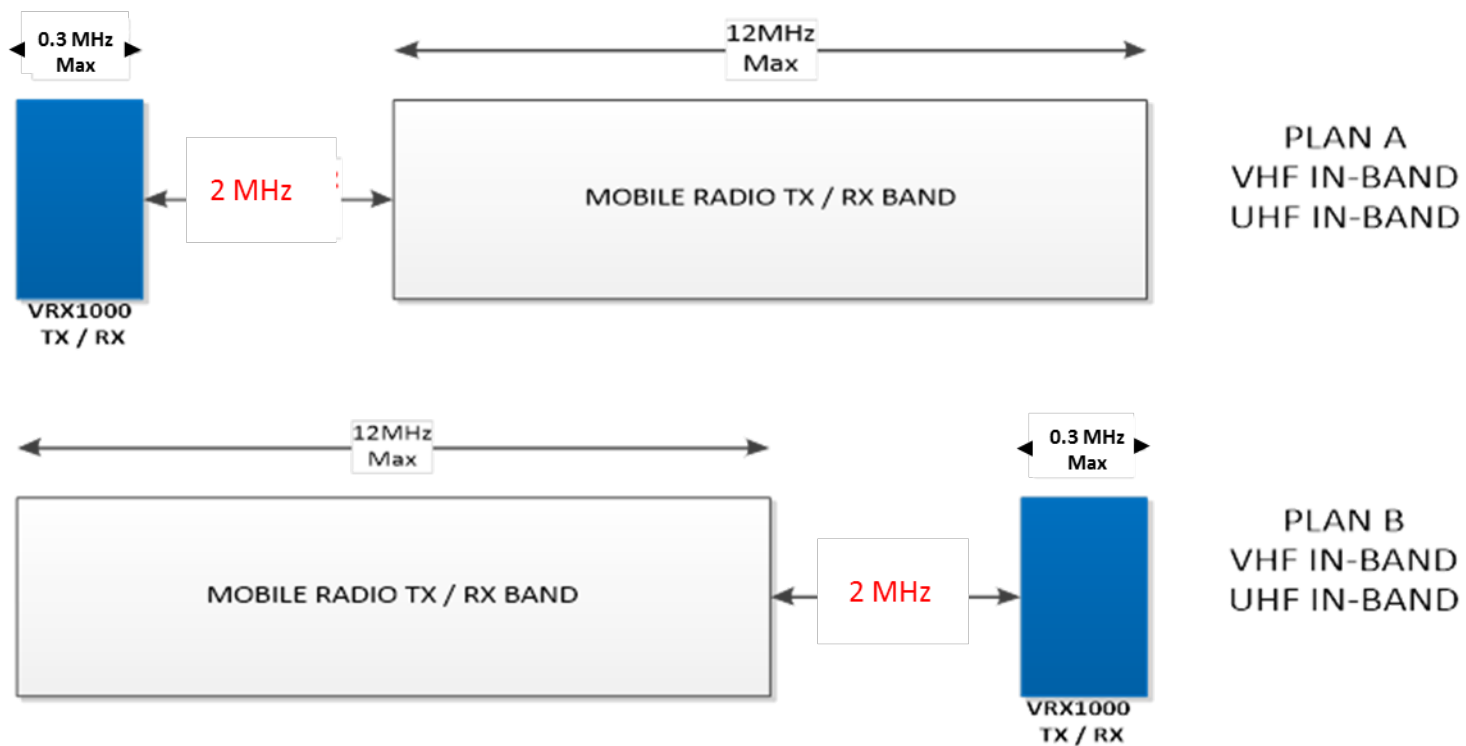 0.3 MHz
Max
12MHz
Max
2 MHz
MOBILE RADIO TX / RX BAND
PLAN A
VHF IN-BAND
UHF IN-BAND
VRX1000
TX / RX
12MHz
Max
0.3 MHz
Max
MOBILE RADIO TX / RX BAND
2 MHz
PLAN B
VHF IN-BAND
UHF IN-BAND
VRX1000
TX / RX